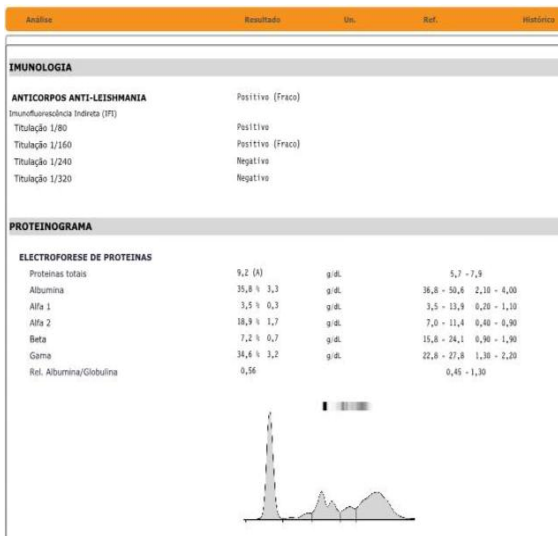 Análise Resultado Un. Ref. Histórico
IMUNOLOGIA
ANTICORPOS ANTI-LEISHMANIA Positivo (Fraco)
Imunofluorescência Indireta (IFI)
Titulação 1/80 Positivo
Titulação 1/160 Positivo (Fraco)
Titulação 1/240 Negativo
Titulação 1/320 Negativo
PROTEINOGRAMA
ELECTROFORESE DE PROTEINAS
Proteinas totais 9,2 (A) g/dL 5,7 - 7,9
Albumina 35,8 % 3,3 g/dL 36,8 - 50,6 2,10 - 4,00
Alfa 1 3,5 % 0,3 g/dL 3,5 - 13,9 0,20 - 1,10
Alfa 2 18,9 % 1,7 g/dL 7,0 - 11,4 0,40 - 0,90
Beta 7,2 % 0,7 g/dL 15,8 - 24,1 0,90 - 1,90
Gama 34,6 % 3,2 g/dL 22,8 - 27,8 1,30 - 2,20
Rel. Albumina/Globulina 0,56 0,45 - 1,30